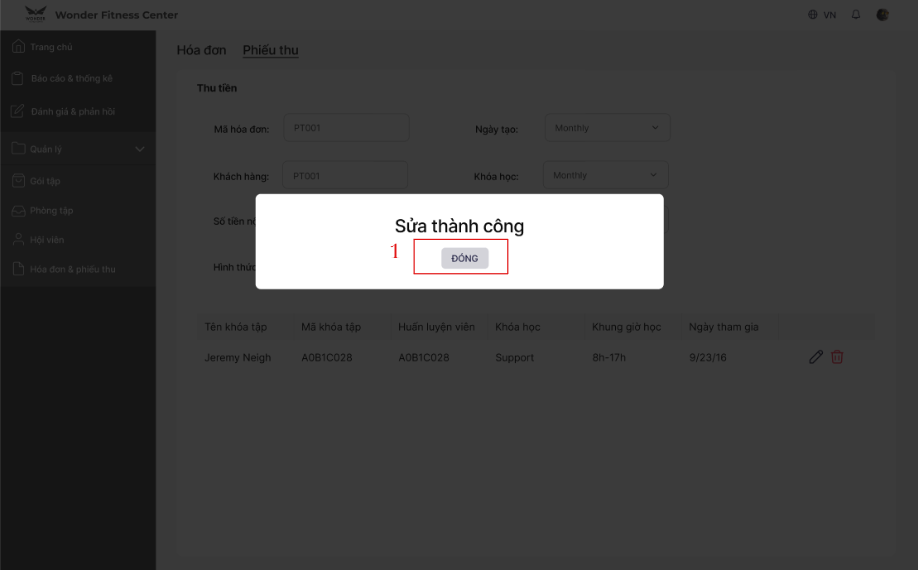 WONDER
Wonder Fitness Center
VN
Trang chủ
Báo cáo & thống kê
Đánh giá & phản hồi
Quản lý
Gói tập
Phòng tập
Hội viên
Hóa đơn & phiếu thu
Hóa đơn Phiếu thu
Thu tiền
Mã hóa đơn: PT001 Ngày tạo: Monthly
Khách hàng: PT001 Khóa học: Monthly
Số tiền
Hình thức
Sửa thành công
1
ĐÓNG
Tên khóa tập Mã khóa tập Huấn luyện viên Khóa học Khung giờ học Ngày tham gia
Jeremy Neigh A0B1C028 A0B1C028 Support 8h-17h 9/23/16